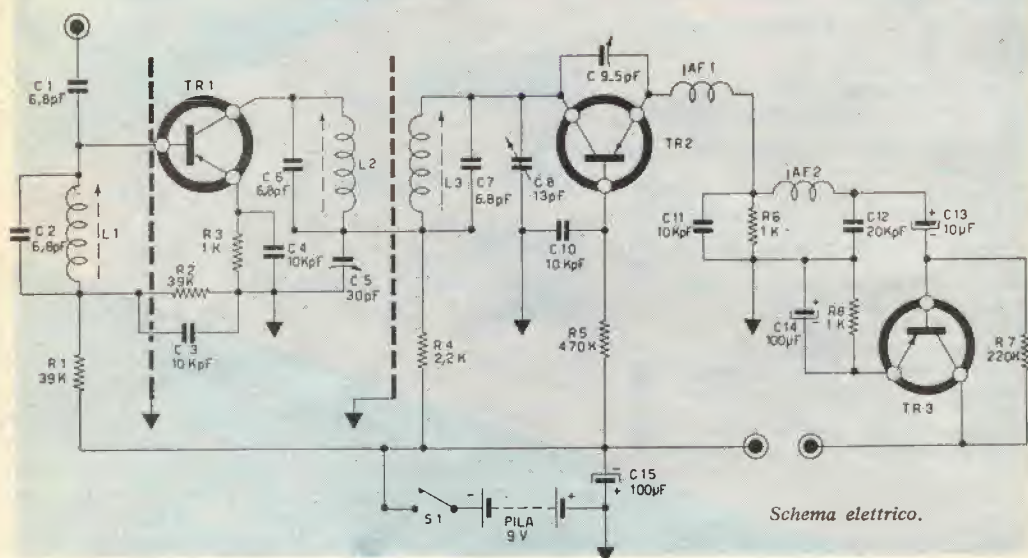 C1
6,8pF
C2
6,8pF
L1
R1
39K
TR1
R2
39K
C3
10KpF
R3
1K
C4
10KpF
C6
6,8pF
L2
C5
30pF
L3
C7
6,8pF
C8
13pF
R4
2,2K
C9 9.5pF
TR2
C10
10KpF
R5
470K
JAF1
C11
10KpF
R6
1K
JAF2
C12
20KpF
C13
10µF
C14
100µF
R8
1K
TR3
R7
220K
S1
-
+
PILA
9V
C15
100µF
Schema elettrico.